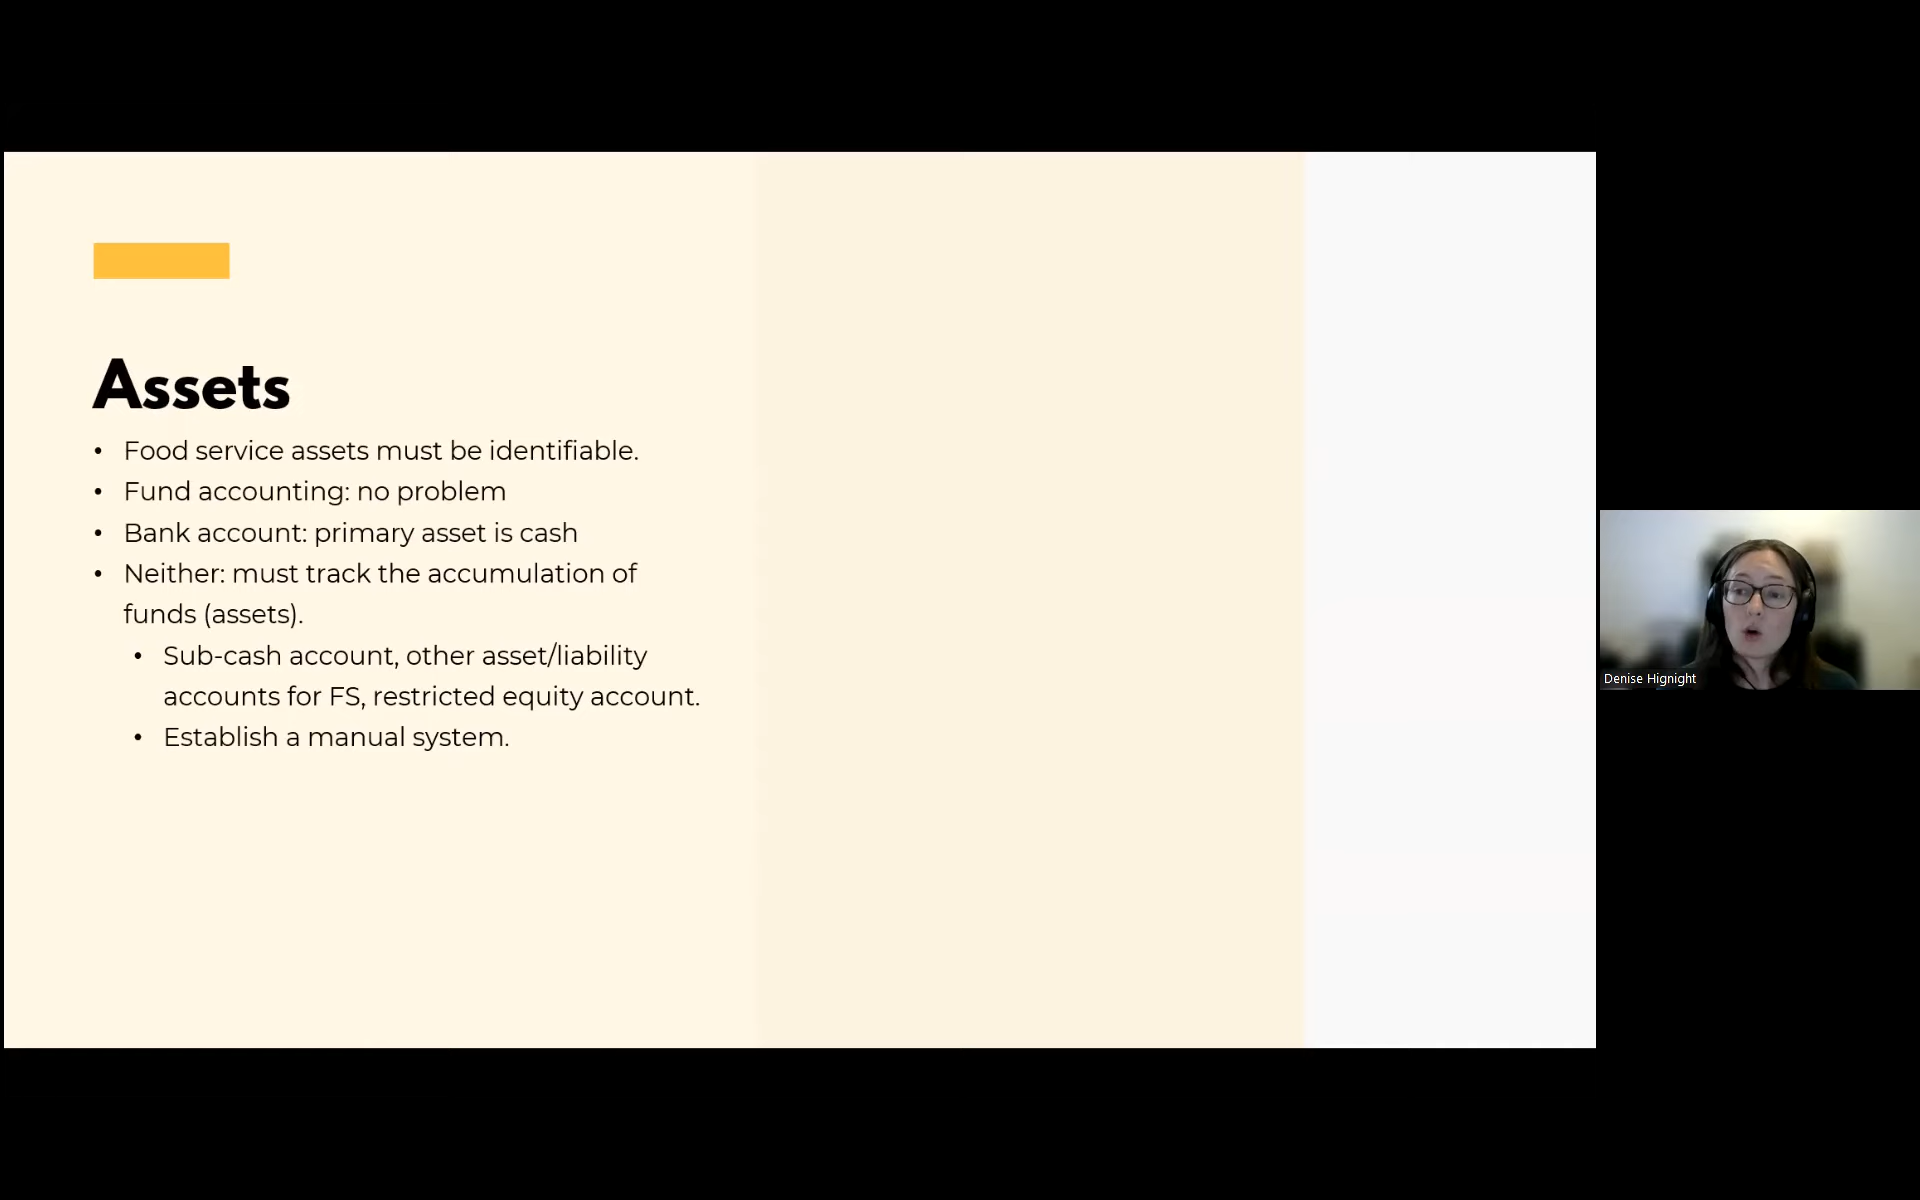 Assets
• Food service assets must be identifiable.
• Fund accounting: no problem
• Bank account: primary asset is cash
• Neither: must track the accumulation of
funds (assets).
• Sub-cash account, other asset/liability
accounts for FS, restricted equity account.
• Establish a manual system.
Denise Hignight